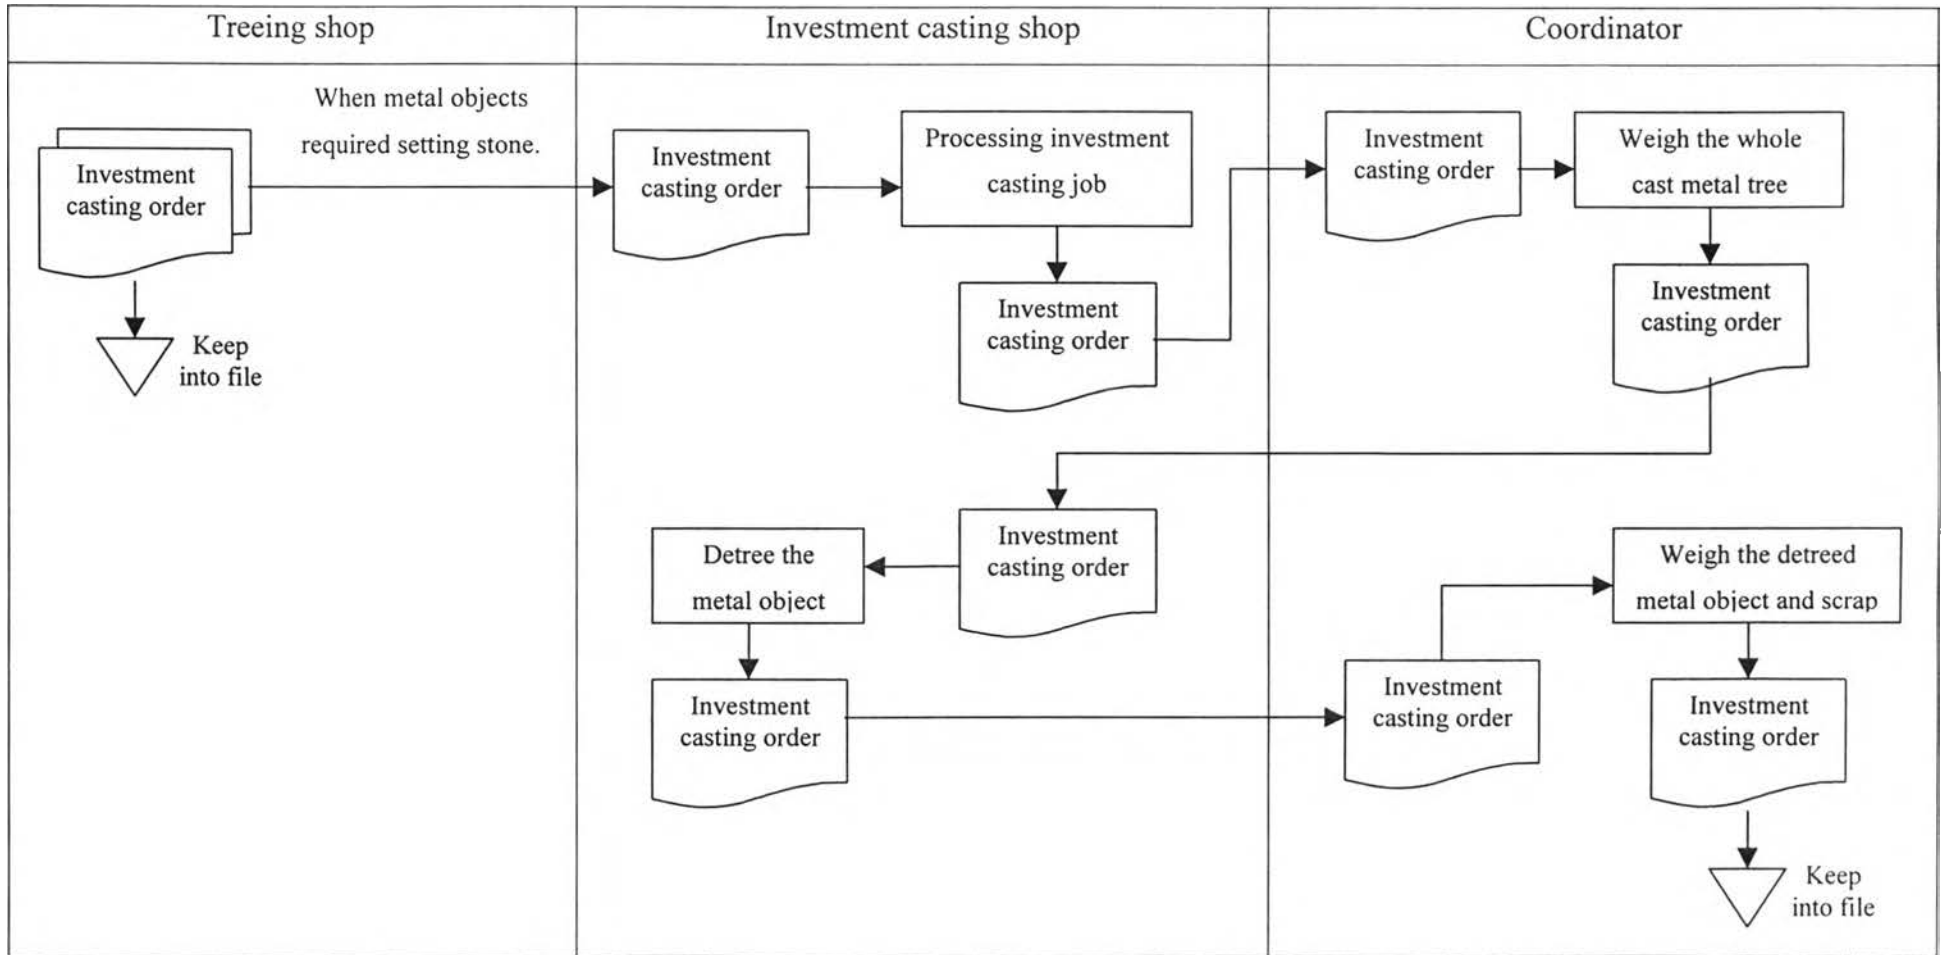 Treeing shop
Investment casting shop
Coordinator
When metal objects
required setting stone.
Investment
casting order
Keep
into file
Investment
casting order
Processing investment
casting job
Investment
casting order
Investment
casting order
Weigh the whole
cast metal tree
Investment
casting order
Investment
casting order
Detree the
metal object
Investment
casting order
Investment
casting order
Weigh the detreed
metal object and scrap
Investment
casting order
Keep
into file